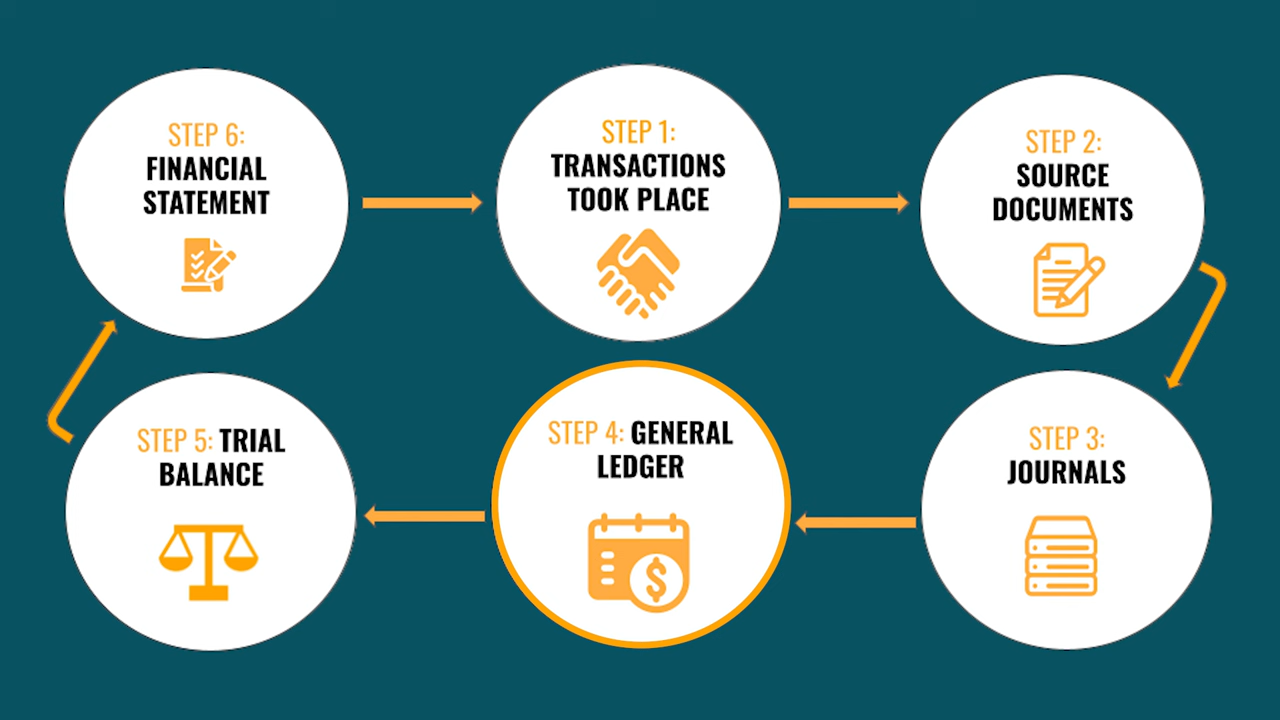 STEP 6:
FINANCIAL
STATEMENT
STEP 1:
TRANSACTIONS
TOOK PLACE
STEP 2:
SOURCE
DOCUMENTS
STEP 5: TRIAL
BALANCE
STEP 4: GENERAL
LEDGER
$
STEP 3:
JOURNALS